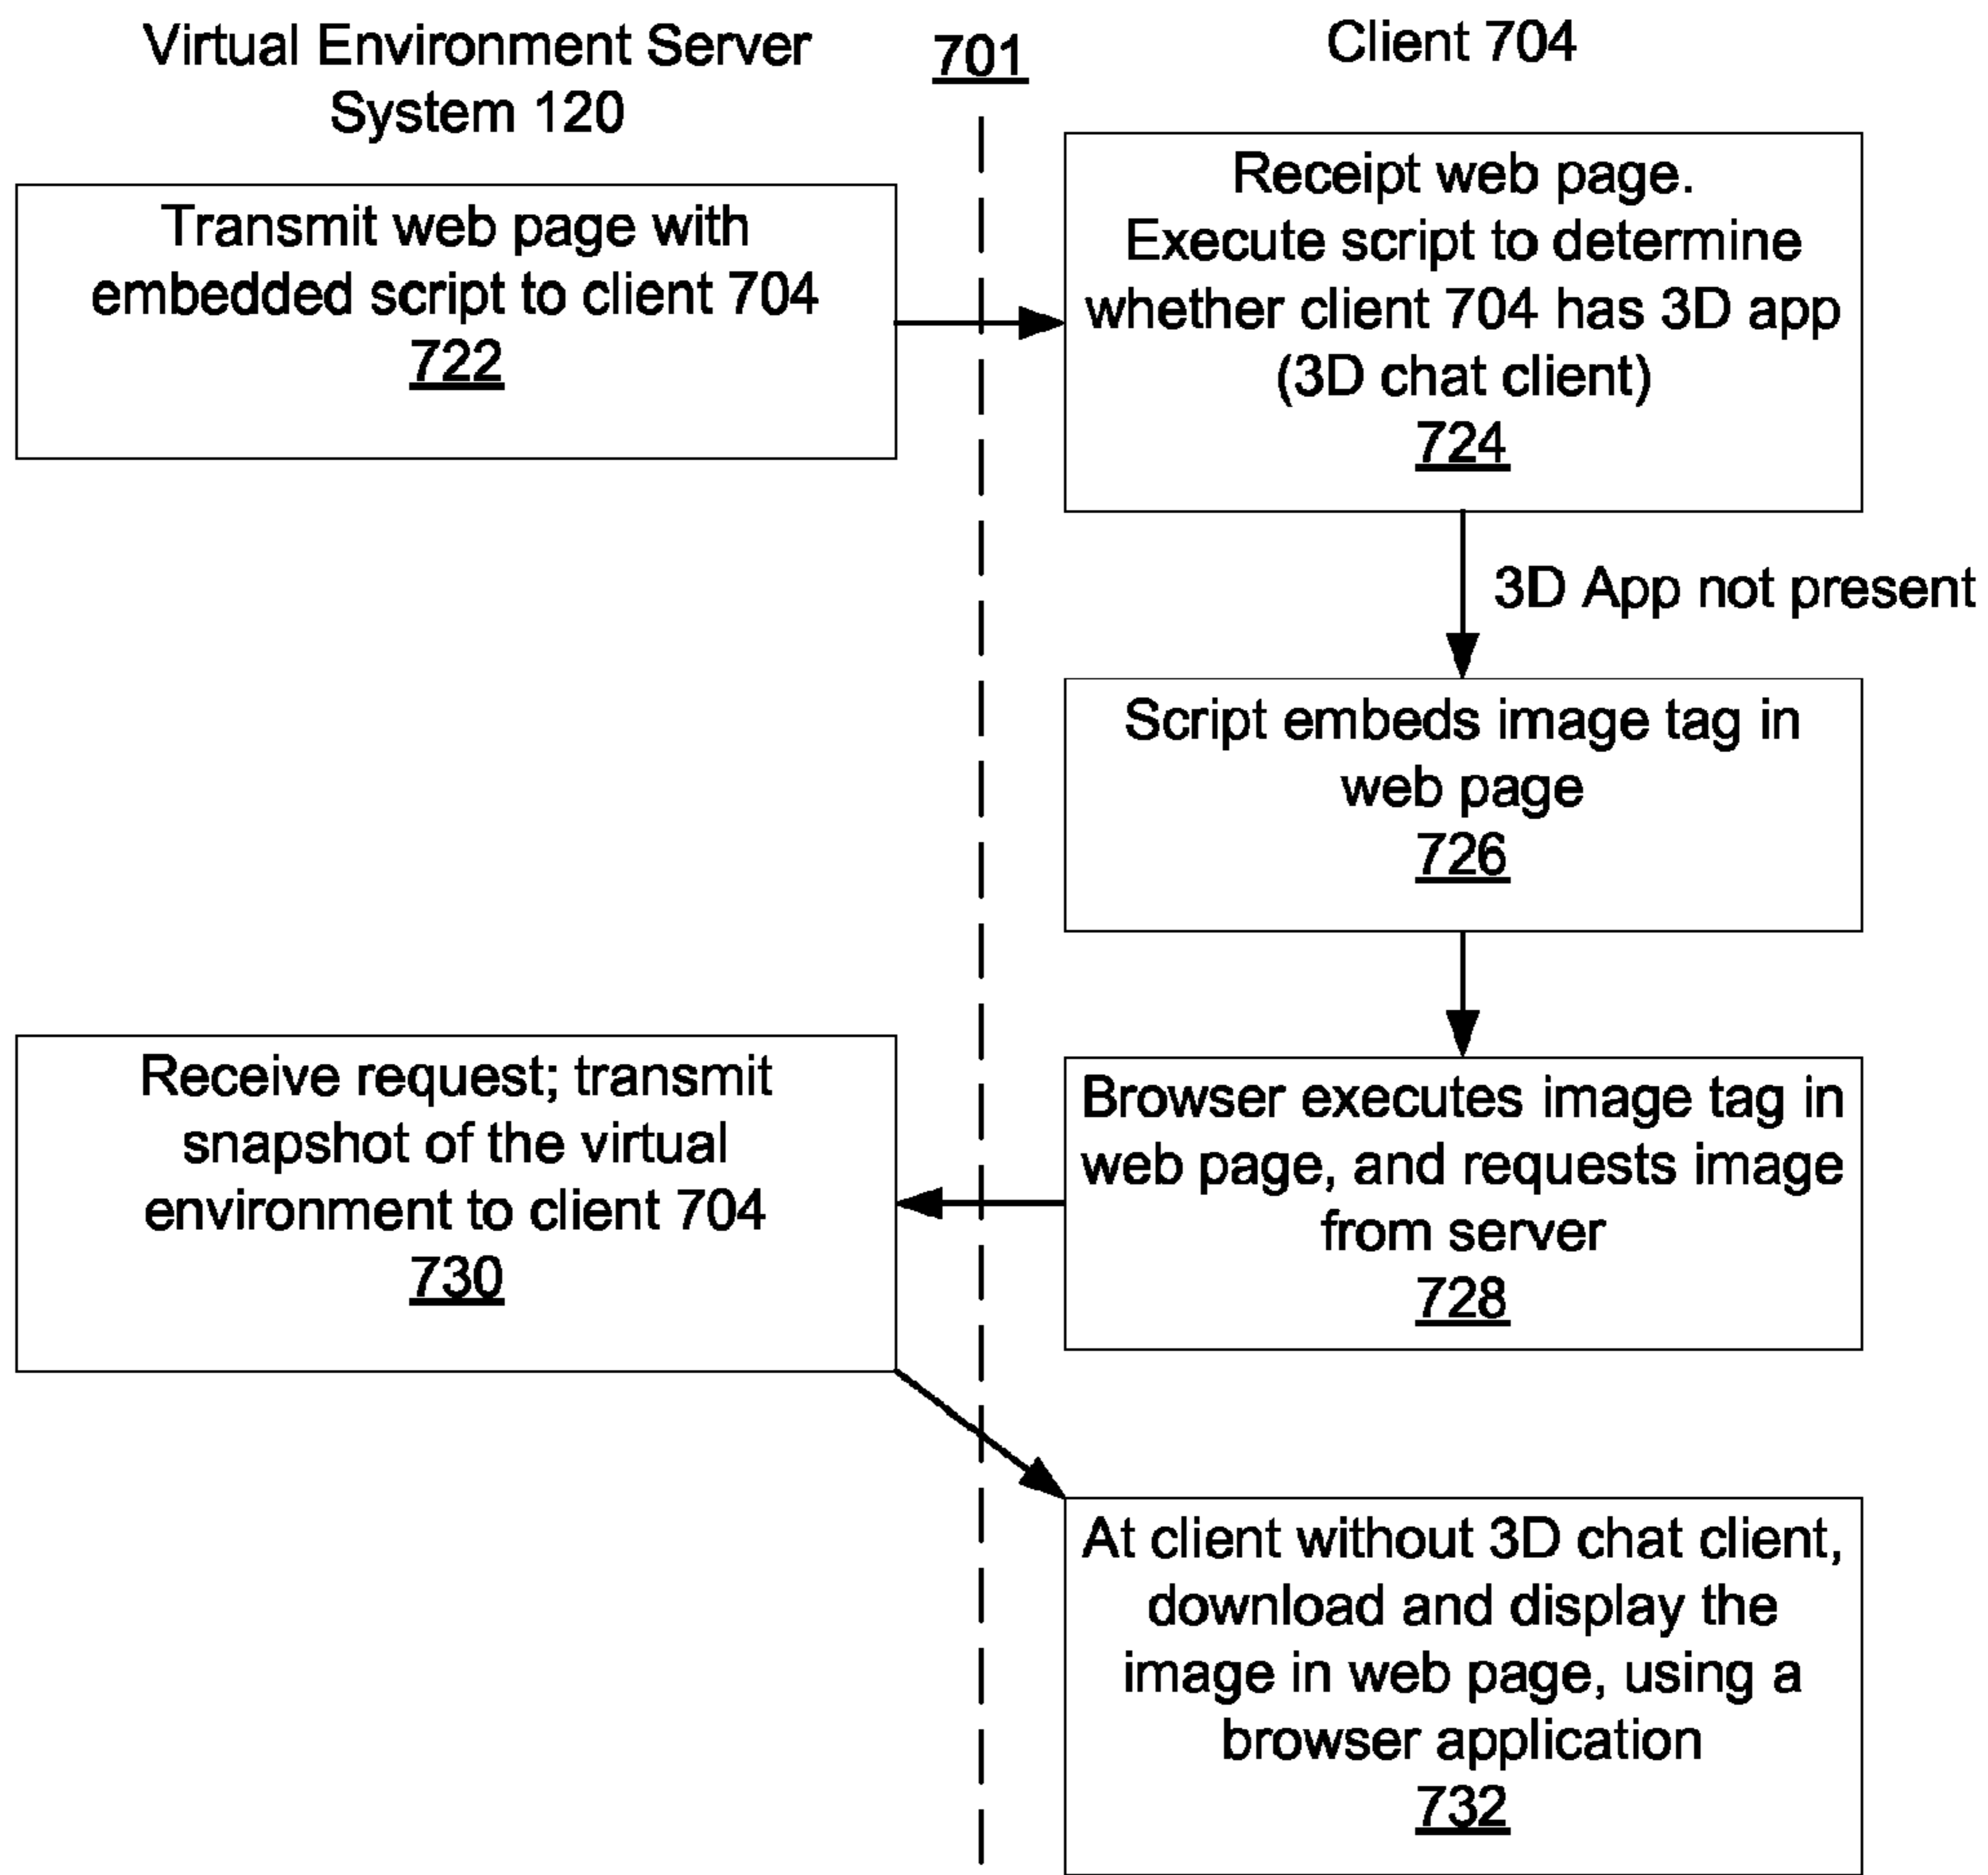 Virtual Environment Server
System 120
701
Client 704
Transmit web page with
embedded script to client 704
722
Receipt web page.
Execute script to determine
whether client 704 has 3D app
(3D chat client)
724
3D App not present
Script embeds image tag in
web page
726
Browser executes image tag in
web page, and requests image
from server
728
Receive request; transmit
snapshot of the virtual
environment to client 704
730
At client without 3D chat client,
download and display the
image in web page, using a
browser application
732